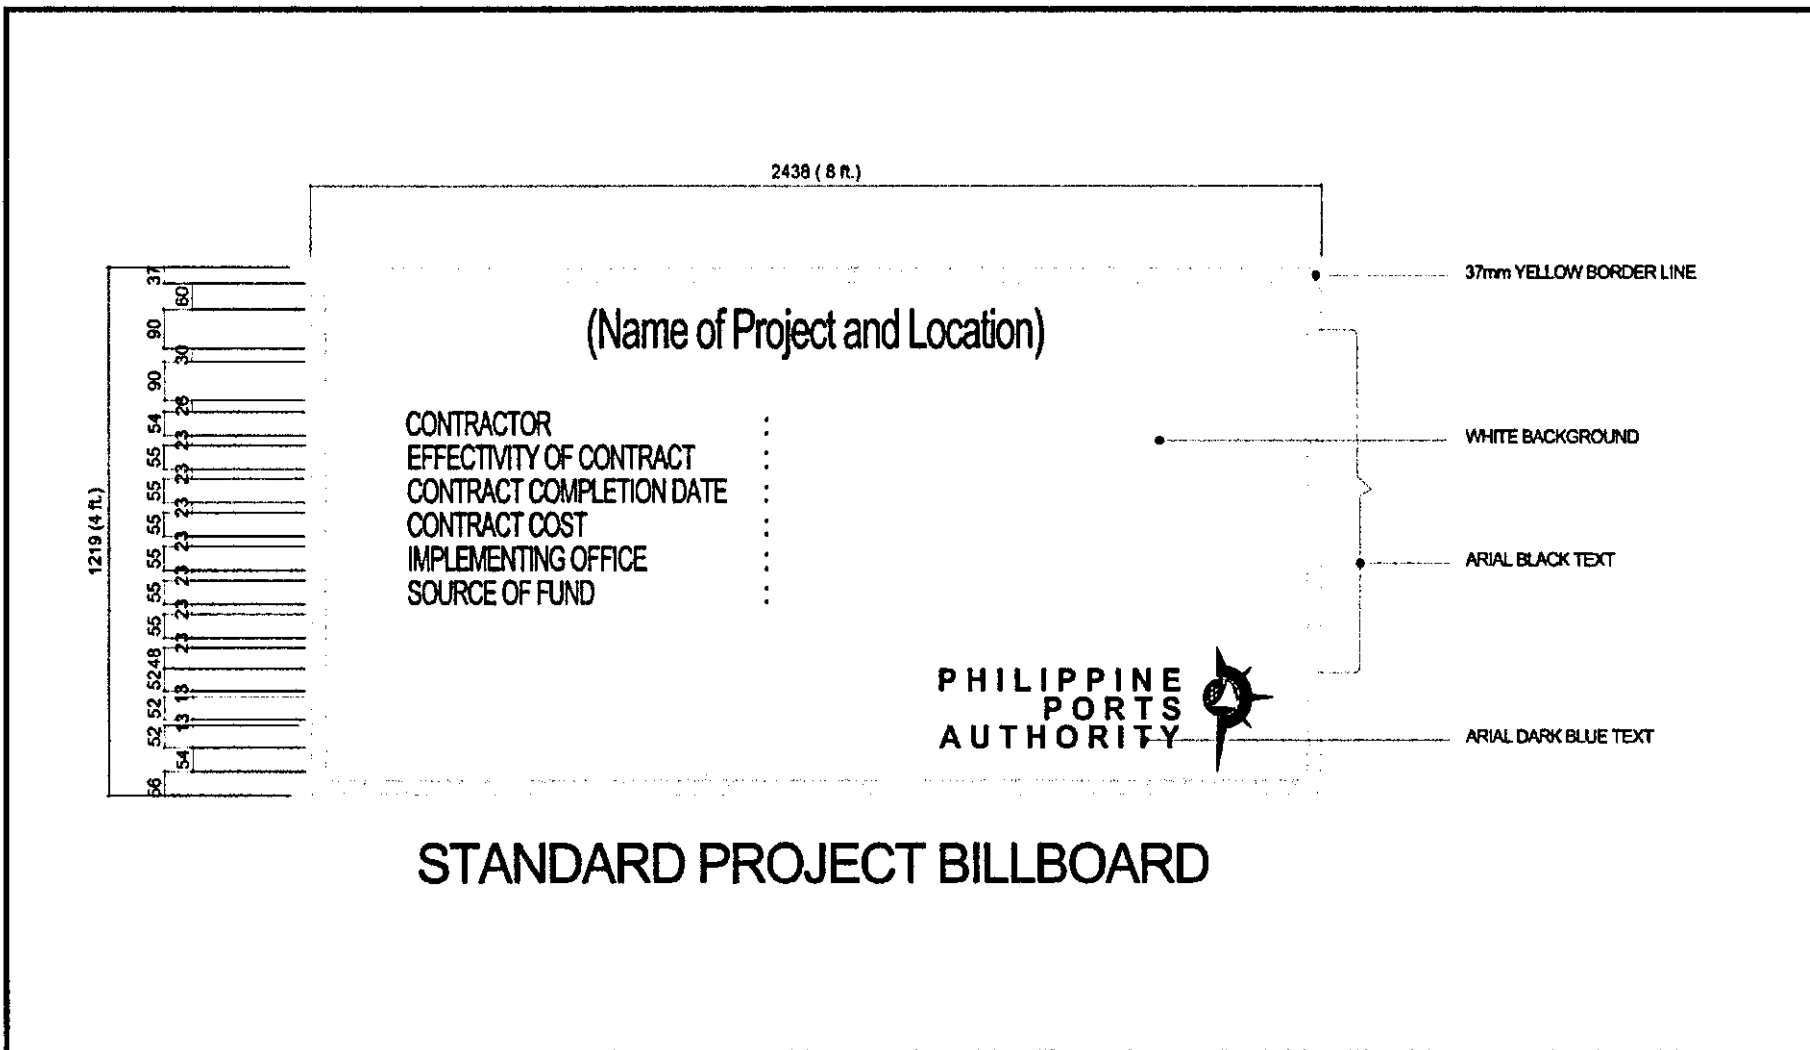 2438 ( 8 ft.)
37
60
90
30
90
26
54
23
55
23
55
23
55
23
55
23
55
23
55
23
48
52
13
52
13
52
54
56
1219 (4 ft.)
(Name of Project and Location)
CONTRACTOR :
EFFECTIVITY OF CONTRACT :
CONTRACT COMPLETION DATE :
CONTRACT COST :
IMPLEMENTING OFFICE :
SOURCE OF FUND :
PHILIPPINE
PORTS
AUTHORITY
37mm YELLOW BORDER LINE
WHITE BACKGROUND
ARIAL BLACK TEXT
ARIAL DARK BLUE TEXT
STANDARD PROJECT BILLBOARD